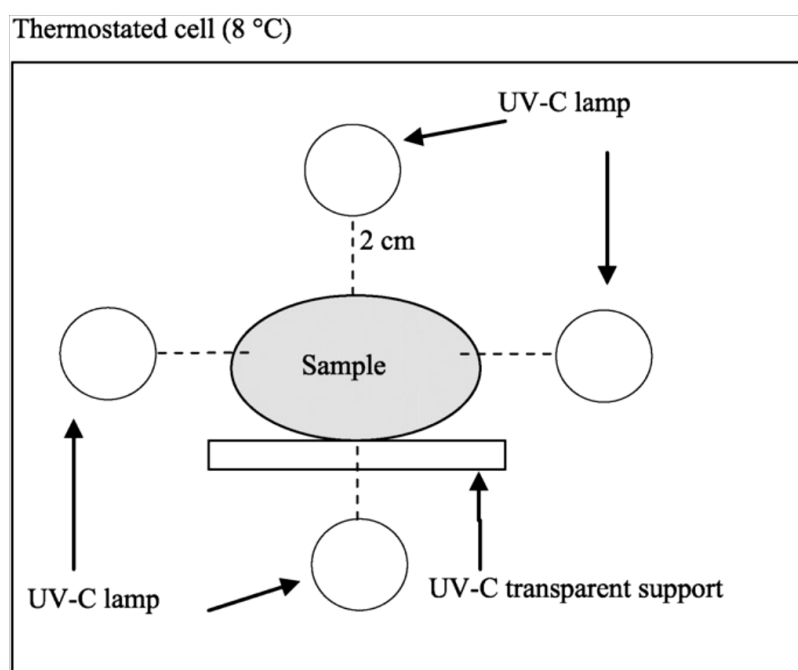 Thermostated cell (8 °C)
UV-C lamp
2 cm
Sample
UV-C lamp
UV-C transparent support